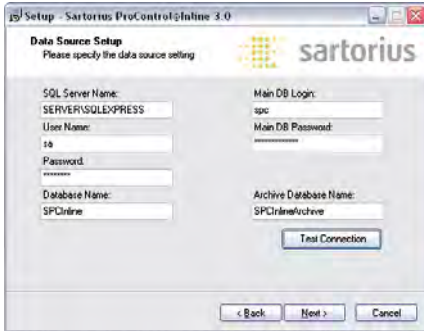 Setup - Sartorius ProControl@Inline 3.0
Data Source Setup
Please specify the data source setting
sartorius
SQL Server Name:
SERVER\SQLEXPRESS
User Name:
sa
Password:
********
Database Name:
SPCInline
Main DB Login:
spc
Main DB Password:
************
Archive Database Name:
SPCInlineArchive
Test Connection
< Back
Next >
Cancel